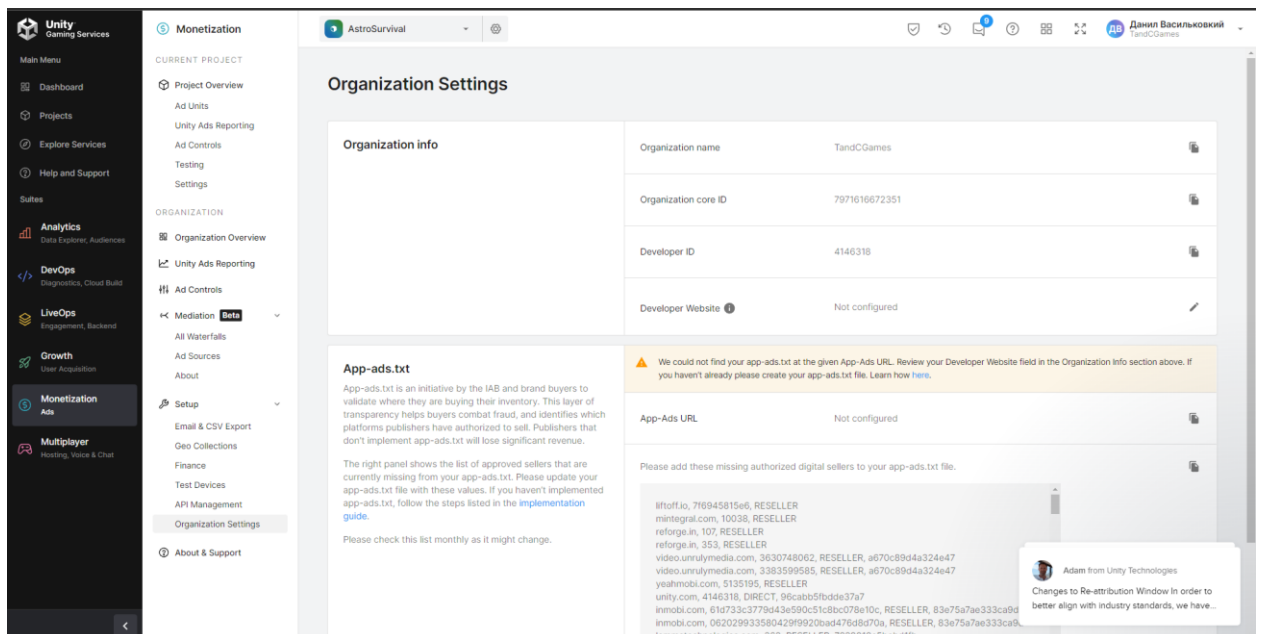 Unity
Gaming Services
Main Menu
Dashboard
Projects
Explore Services
Help and Support
Suites
Analytics
Data Explorer, Audiences
DevOps
Diagnostics, Cloud Build
LiveOps
Engagement, Backend
Growth
User Acquisition
Monetization
Ads
Multiplayer
Hosting, Voice & Chat
Monetization
CURRENT PROJECT
Project Overview
Ad Units
Unity Ads Reporting
Ad Controls
Testing
Settings
ORGANIZATION
Organization Overview
Unity Ads Reporting
Ad Controls
Mediation Beta
All Waterfalls
Ad Sources
About
Setup
Email & CSV Export
Geo Collections
Finance
Test Devices
API Management
Organization Settings
About & Support
AstroSurvival
9
ДВ
Данил Васильковкий
TandCGames
Organization Settings
Organization info
Organization name TandCGames
Organization core ID 7971616672351
Developer ID 4146318
Developer Website Not configured
App-ads.txt
App-ads.txt is an initiative by the IAB and brand buyers to
validate where they are buying their inventory. This layer of
transparency helps buyers combat fraud, and identifies which
platforms publishers have authorized to sell. Publishers that
don't implement app-ads.txt will lose significant revenue.
The right panel shows the list of approved sellers that are
currently missing from your app-ads.txt. Please update your
app-ads.txt file with these values. If you haven't implemented
app-ads.txt, follow the steps listed in the implementation
guide.
Please check this list monthly as it might change.
We could not find your app-ads.txt at the given App-Ads URL. Review your Developer Website field in the Organization Info section above. If
you haven't already please create your app-ads.txt file. Learn how here.
App-Ads URL Not configured
Please add these missing authorized digital sellers to your app-ads.txt file.
liftoff.io, 7f6945815e6, RESELLER
mintegral.com, 10038, RESELLER
reforge.in, 107, RESELLER
reforge.in, 353, RESELLER
video.unrulymedia.com, 3630748062, RESELLER, a670c89d4a324e47
video.unrulymedia.com, 3383599585, RESELLER, a670c89d4a324e47
yeahmobi.com, 5135195, RESELLER
unity.com, 4146318, DIRECT, 96cabb5fbdde37a7
inmobi.com, 61d733c3779d43e590c51c8bc078e10c, RESELLER, 83e75a7ae333ca9d
inmobi.com, 062029933580429f9920bad476d8d70a, RESELLER, 83e75a7ae333ca9
Adam from Unity Technologies
Changes to Re-attribution Window In order to
better align with industry standards, we have...